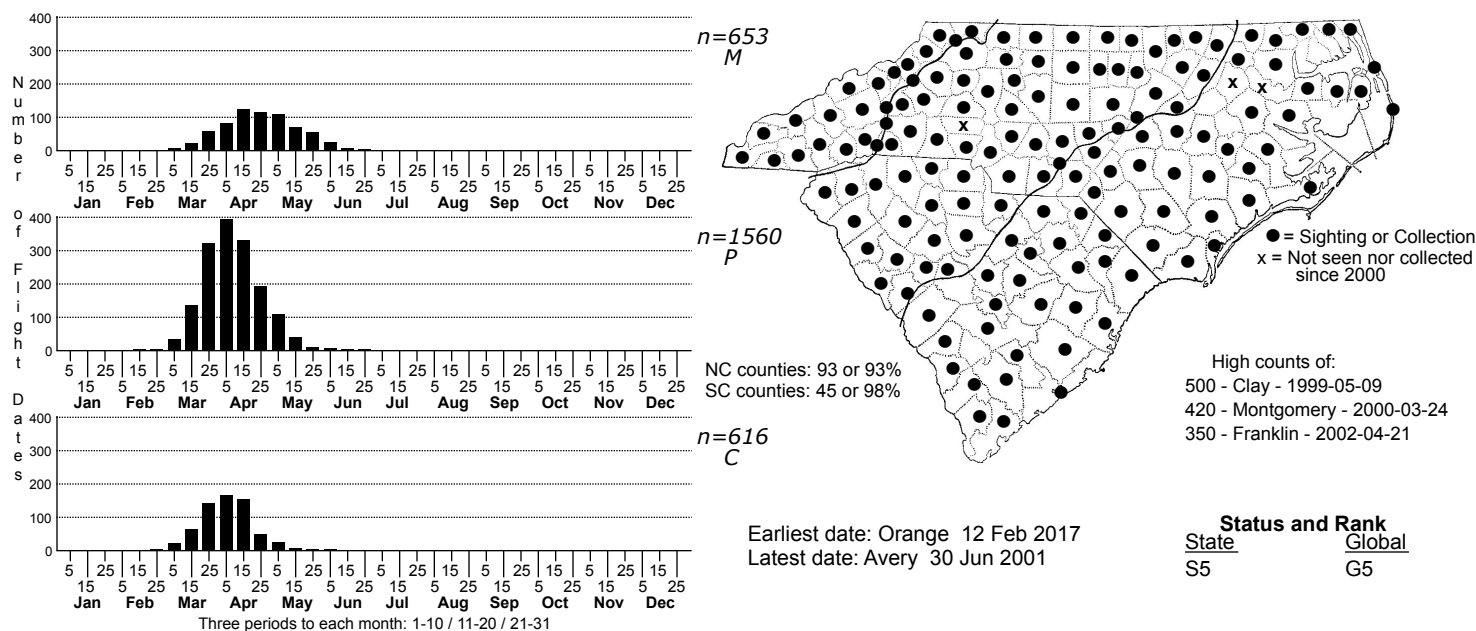 Number of Flight Dates
400
300
200
100
0
5 15 25 5 15 25 5 15 25 5 15 25 5 15 25 5 15 25 5 15 25 5 15 25 5 15 25 5 15 25 5 15 25 5 15 25
Jan Feb Mar Apr May Jun Jul Aug Sep Oct Nov Dec
n=653
M
400
300
200
100
0
5 15 25 5 15 25 5 15 25 5 15 25 5 15 25 5 15 25 5 15 25 5 15 25 5 15 25 5 15 25 5 15 25 5 15 25
Jan Feb Mar Apr May Jun Jul Aug Sep Oct Nov Dec
n=1560
P
400
300
200
100
0
5 15 25 5 15 25 5 15 25 5 15 25 5 15 25 5 15 25 5 15 25 5 15 25 5 15 25 5 15 25 5 15 25 5 15 25
Jan Feb Mar Apr May Jun Jul Aug Sep Oct Nov Dec
n=616
C
Three periods to each month: 1-10 / 11-20 / 21-31
x
x
x
= Sighting or Collection
x = Not seen nor collected
since 2000
NC counties: 93 or 93%
SC counties: 45 or 98%
High counts of:
500 - Clay - 1999-05-09
420 - Montgomery - 2000-03-24
350 - Franklin - 2002-04-21
Earliest date: Orange 12 Feb 2017
Latest date: Avery 30 Jun 2001
Status and Rank
State Global
S5 G5